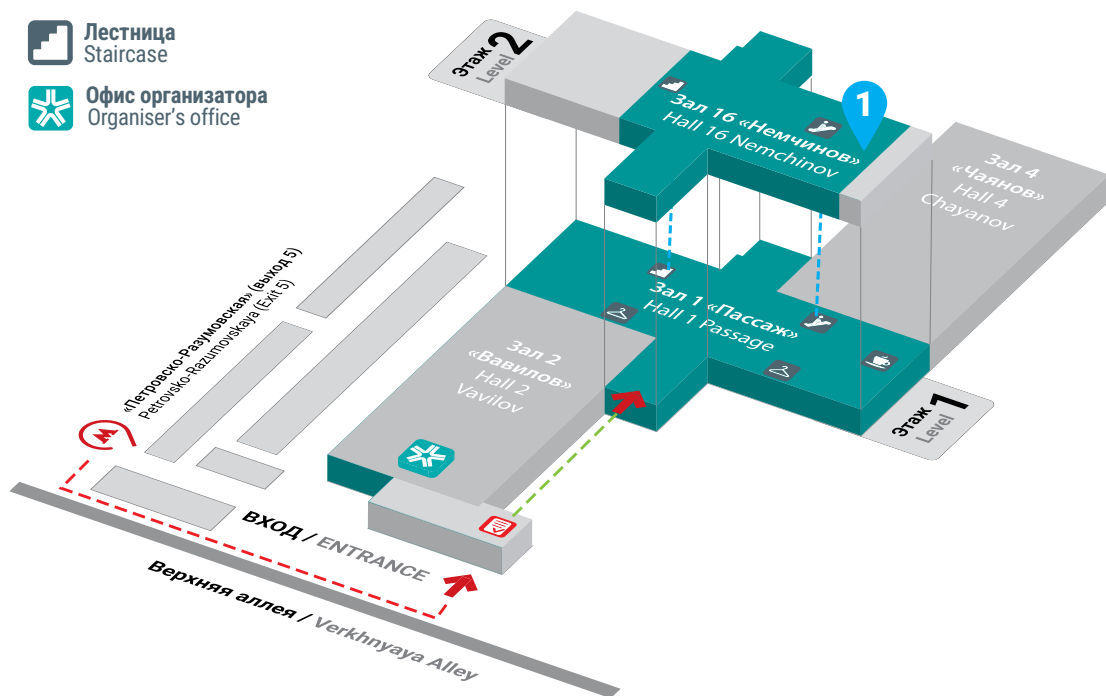 Лестница
Staircase
Офис организатора
Organiser's office
Этаж 2
Level
Зал 16 «Немчинов»
Hall 16 Nemchinov
1
Зал 4
«Чаянов»
Hall 4
Chayanov
Зал 1 «Пассаж»
Hall 1 Passage
Зал 2
«Вавилов»
Hall 2
Vavilov
Этаж 1
Level
«Петровско-Разумовская» (выход 5)
Petrovsko-Razumovskaya (Exit 5)
М
ВХОД / ENTRANCE
Верхняя аллея / Verkhnyaya Alley